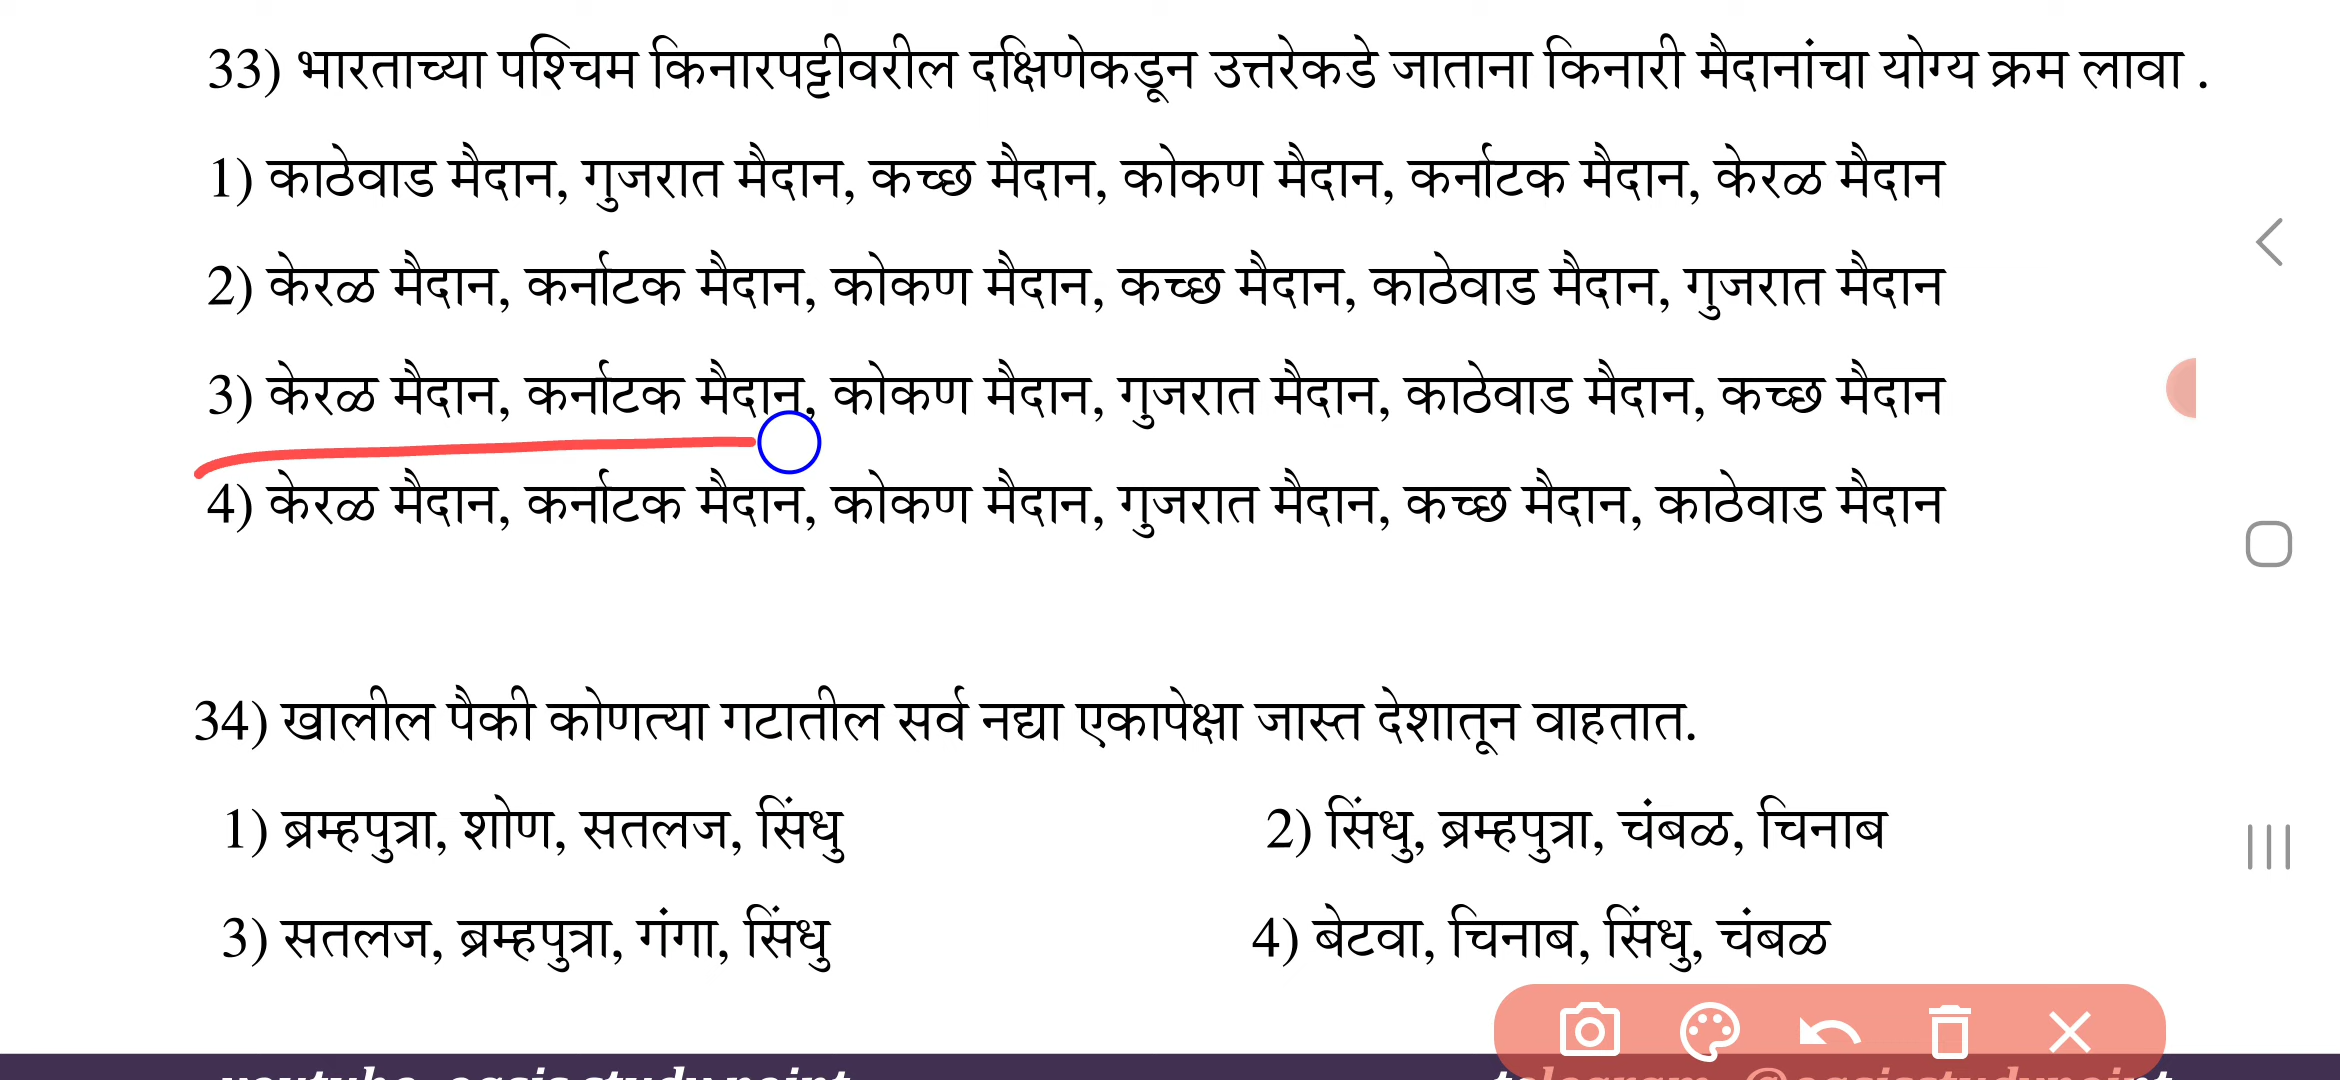 33) भारताच्या पश्चिम किनारपट्टीवरील दक्षिणेकडून उत्तरेकडे जाताना किनारी मैदानांचा योग्य क्रम लावा .
1) काठेवाड मैदान, गुजरात मैदान, कच्छ मैदान, कोकण मैदान, कर्नाटक मैदान, केरळ मैदान
2) केरळ मैदान, कर्नाटक मैदान, कोकण मैदान, कच्छ मैदान, काठेवाड मैदान, गुजरात मैदान
3) केरळ मैदान, कर्नाटक मैदान, कोकण मैदान, गुजरात मैदान, काठेवाड मैदान, कच्छ मैदान
4) केरळ मैदान, कर्नाटक मैदान, कोकण मैदान, गुजरात मैदान, कच्छ मैदान, काठेवाड मैदान
34) खालील पैकी कोणत्या गटातील सर्व नद्या एकापेक्षा जास्त देशातून वाहतात.
1) ब्रम्हपुत्रा, शोण, सतलज, सिंधु 2) सिंधु, ब्रम्हपुत्रा, चंबळ, चिनाब
3) सतलज, ब्रम्हपुत्रा, गंगा, सिंधु 4) बेटवा, चिनाब, सिंधु, चंबळ